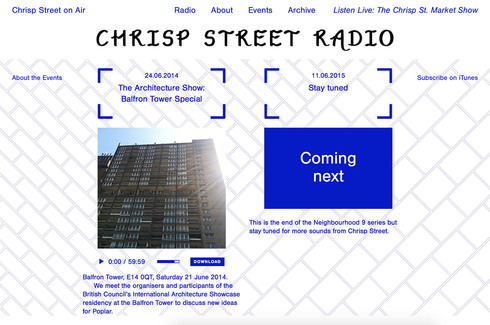 Chrisp Street on Air
Radio About Events Archive Listen Live: The Chrisp St. Market Show
CHRISP STREET RADIO
About the Events
24.06.2014
The Architecture Show:
Balfron Tower Special
11.06.2015
Stay tuned
Subscribe on iTunes
Coming
next
This is the end of the Neighbourhood 9 series but
stay tuned for more sounds from Chrisp Street.
0:00 / 59:59
DOWNLOAD
Balfron Tower, E14 0QT, Saturday 21 June 2014.
We meet the organisers and participants of the
British Council's International Architecture Showcase
residency at the Balfron Tower to discuss new ideas
for Poplar.